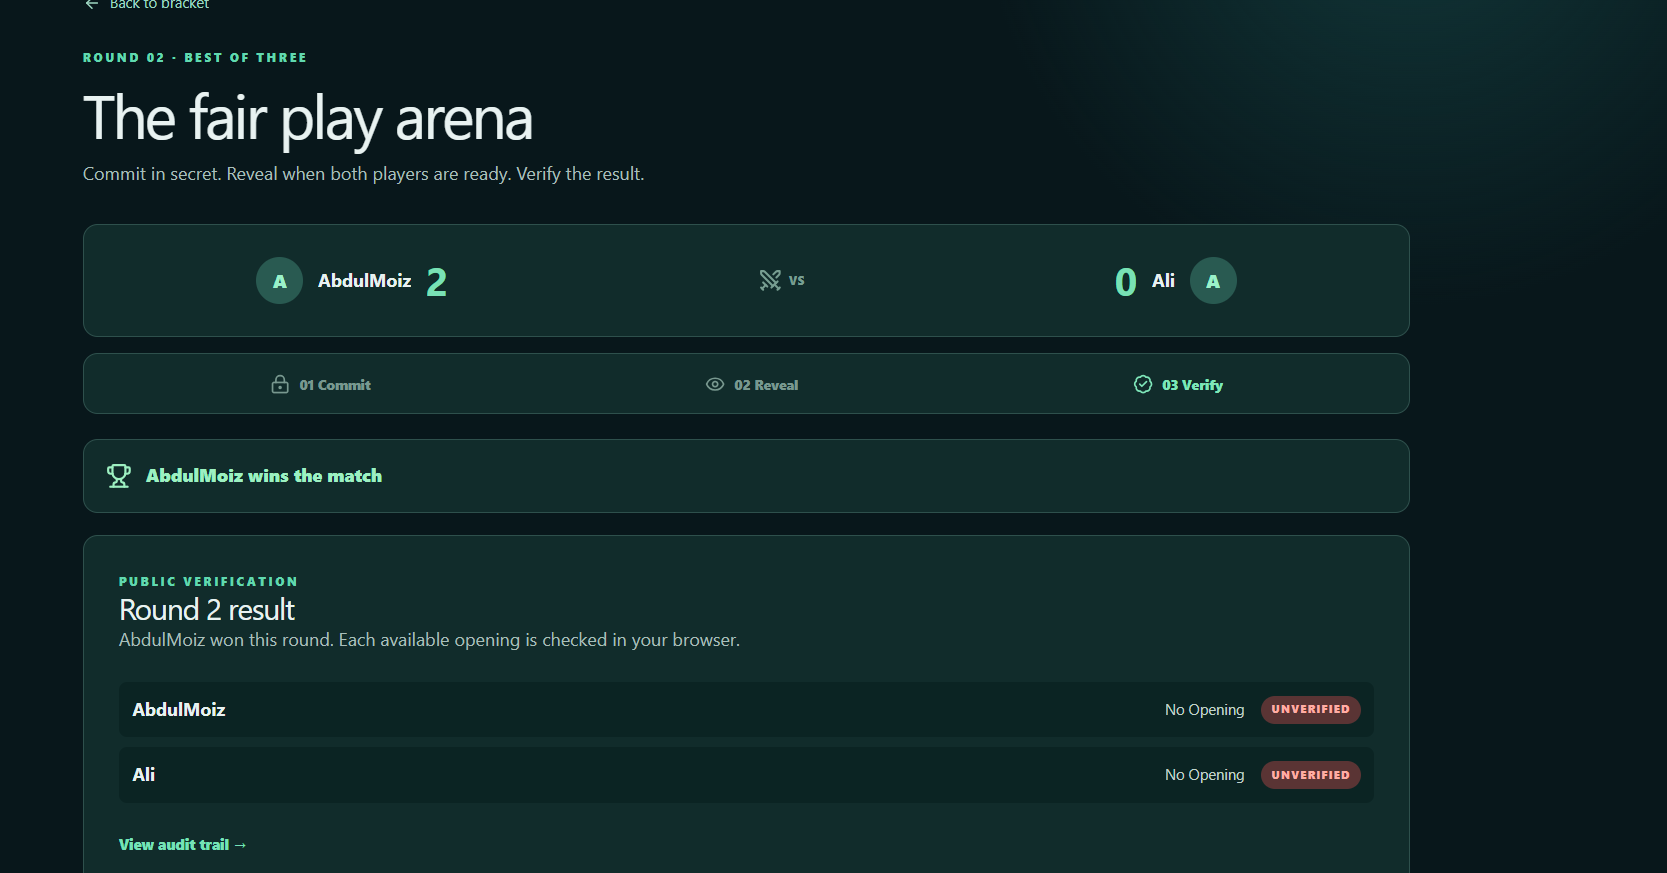 ← Back to bracket
ROUND 02 · BEST OF THREE
The fair play arena
Commit in secret. Reveal when both players are ready. Verify the result.
A AbdulMoiz 2 VS 0 Ali A
01 Commit 02 Reveal 03 Verify
AbdulMoiz wins the match
PUBLIC VERIFICATION
Round 2 result
AbdulMoiz won this round. Each available opening is checked in your browser.
AbdulMoiz No Opening UNVERIFIED
Ali No Opening UNVERIFIED
View audit trail →